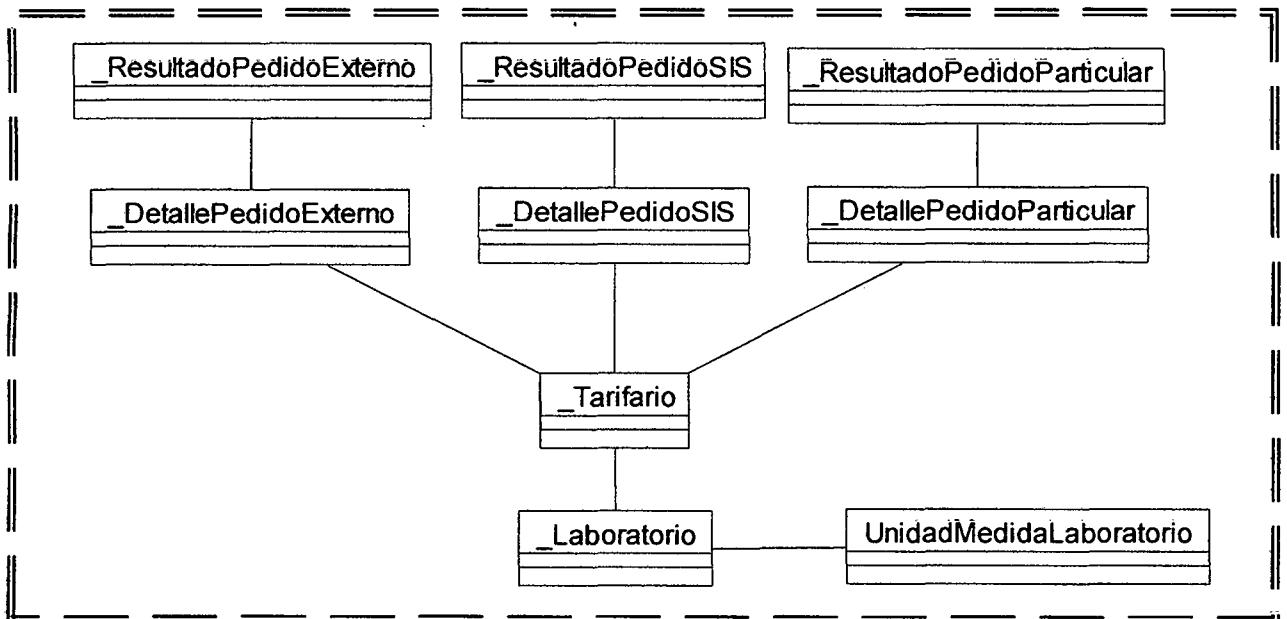 _ResultadoPedidoExterno
_ResultadoPedidoSIS
_ResultadoPedidoParticular
_DetallePedidoExterno
_DetallePedidoSIS
_DetallePedidoParticular
_Tarifario
_Laboratorio
UnidadMedidaLaboratorio